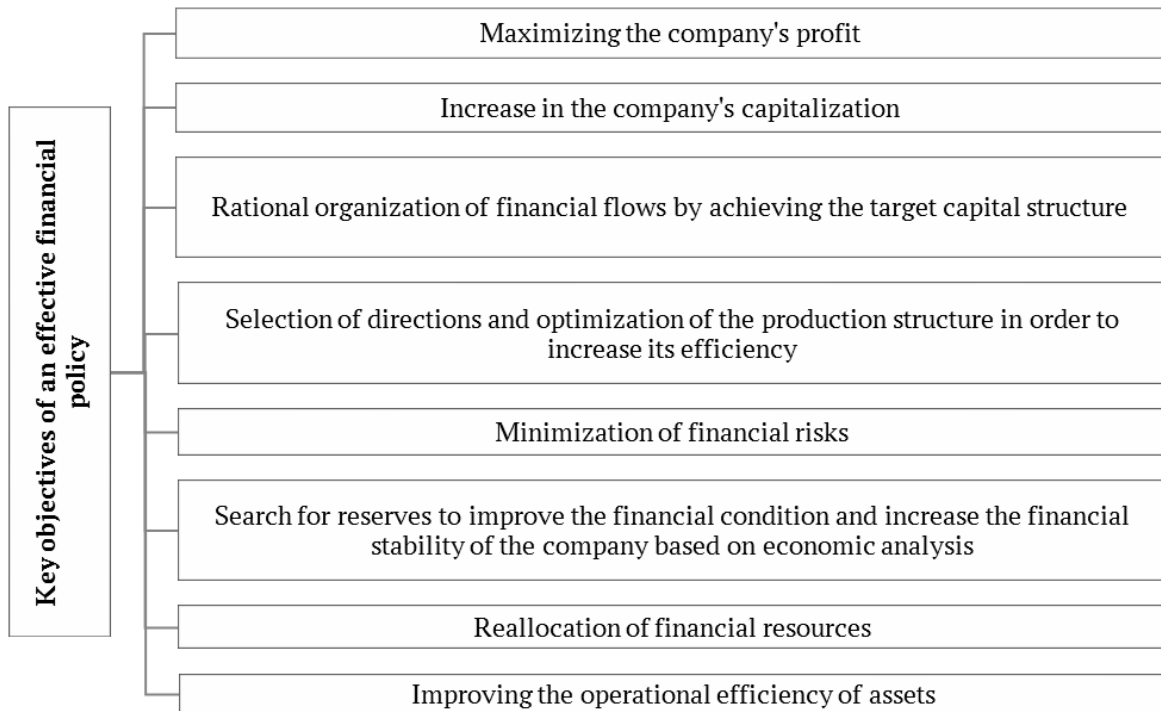 Key objectives of an effective financial
policy
Maximizing the company's profit
Increase in the company's capitalization
Rational organization of financial flows by achieving the target capital structure
Selection of directions and optimization of the production structure in order to
increase its efficiency
Minimization of financial risks
Search for reserves to improve the financial condition and increase the financial
stability of the company based on economic analysis
Reallocation of financial resources
Improving the operational efficiency of assets